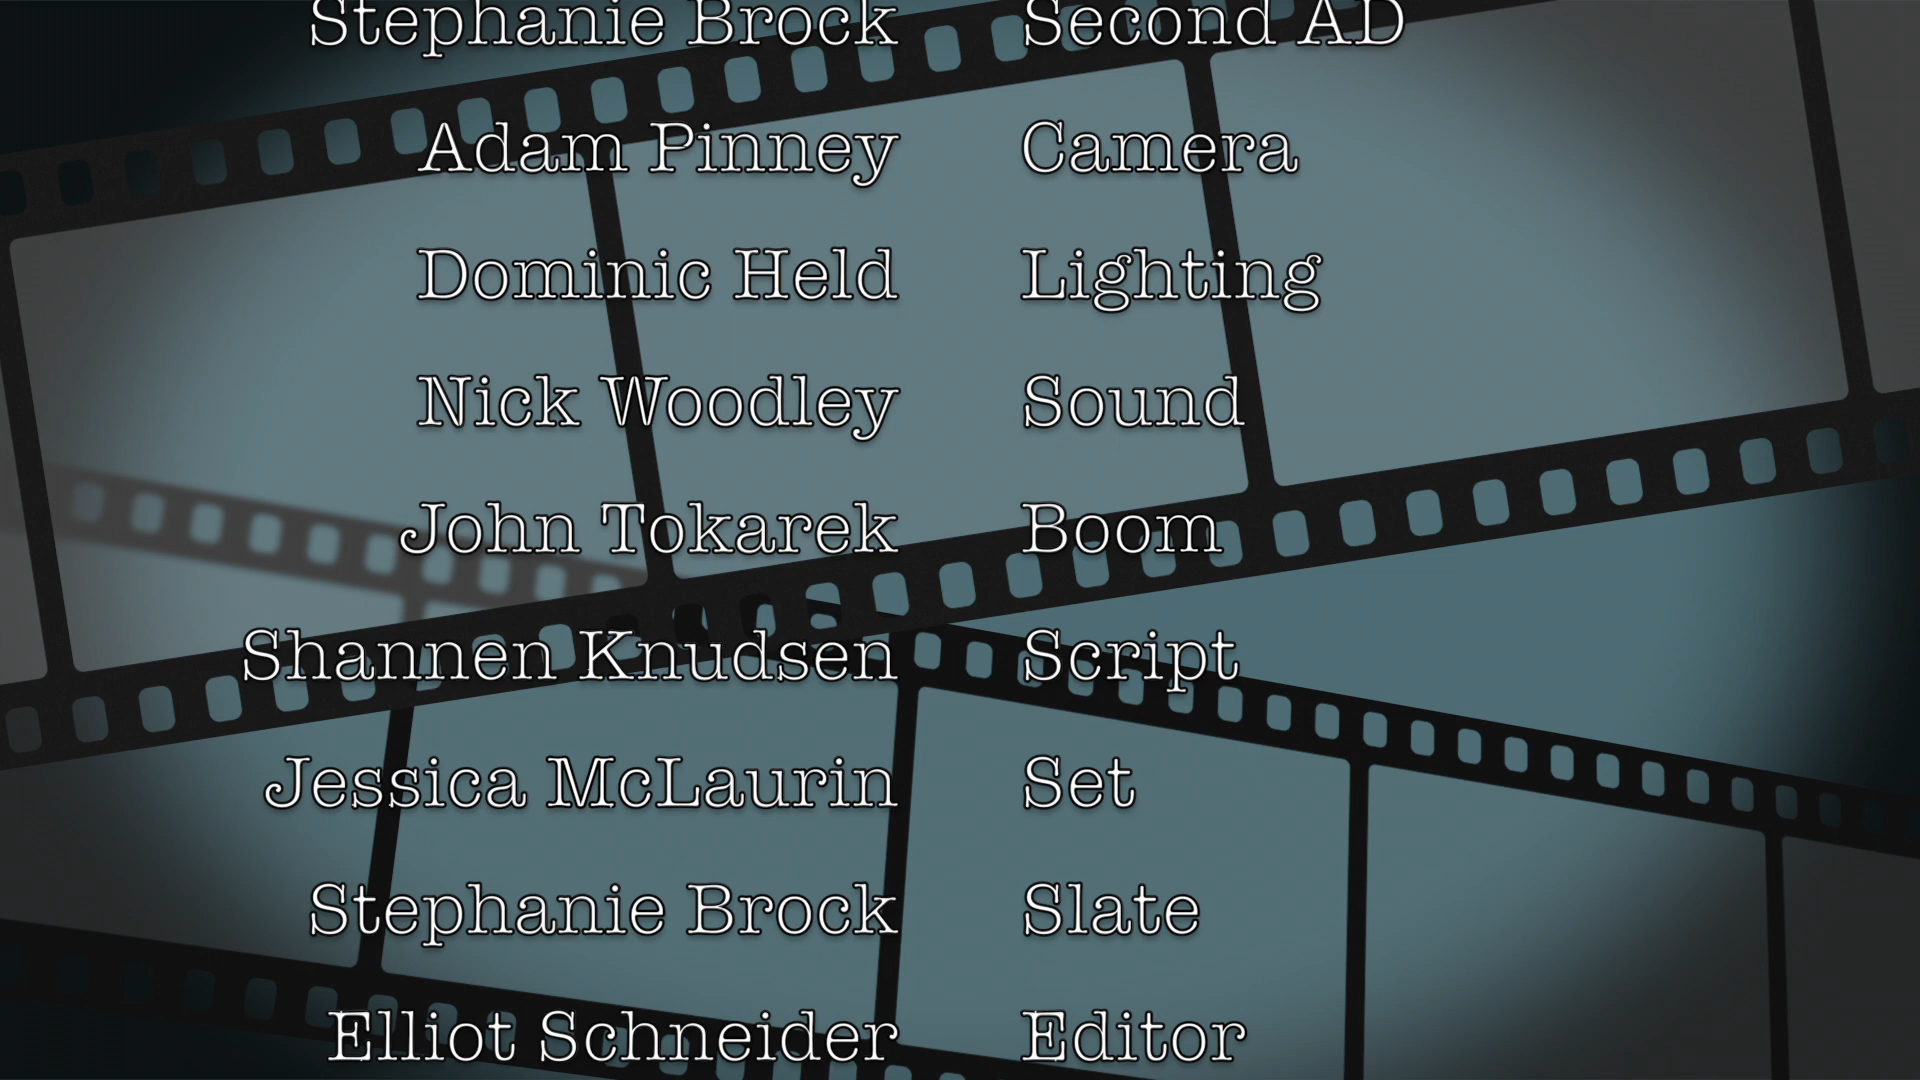 Stephanie Brock Second AD
Adam Pinney Camera
Dominic Held Lighting
Nick Woodley Sound
John Tokarek Boom
Shannen Knudsen Script
Jessica McLaurin Set
Stephanie Brock Slate
Elliot Schneider Editor